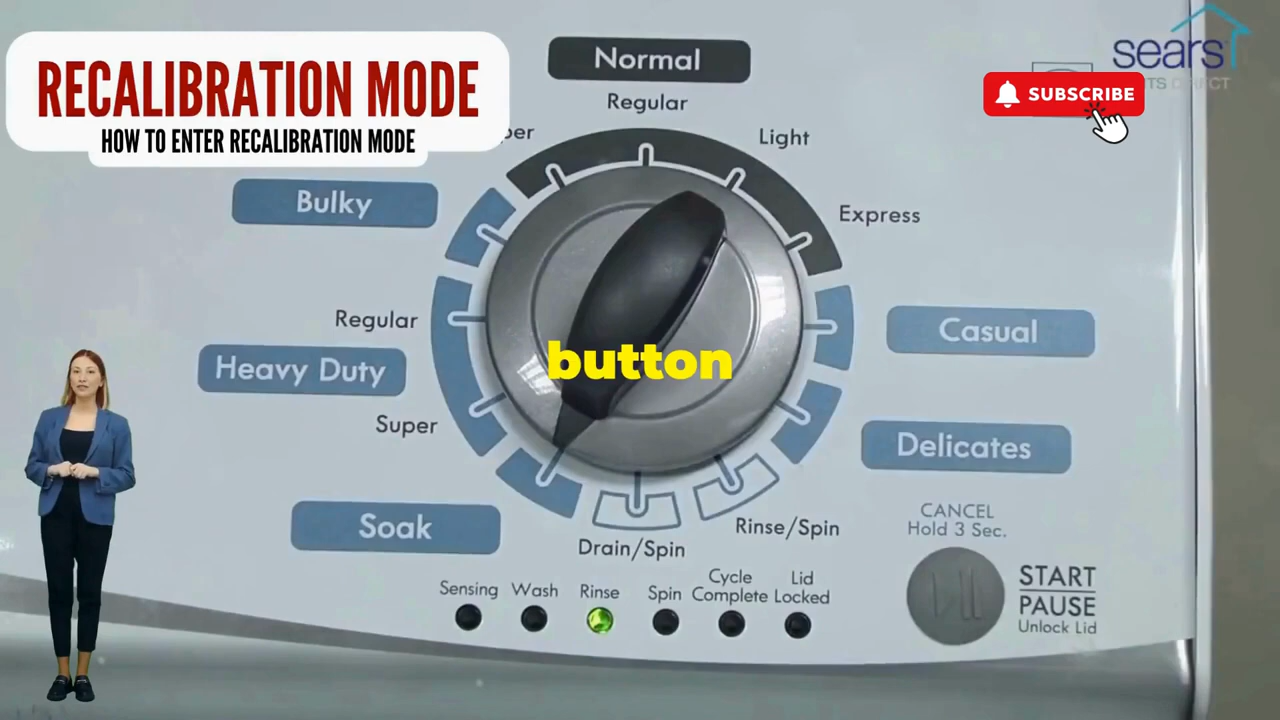 RECALIBRATION MODE
HOW TO ENTER RECALIBRATION MODE
sears
DIRECT
SUBSCRIBE
Normal
Regular
Light
Express
Bulky
Regular
Heavy Duty
Super
Casual
Delicates
button
Soak
Drain/Spin
Rinse/Spin
CANCEL
Hold 3 Sec.
Sensing
Wash
Rinse
Spin
Cycle
Complete
Lid
Locked
START
PAUSE
Unlock Lid